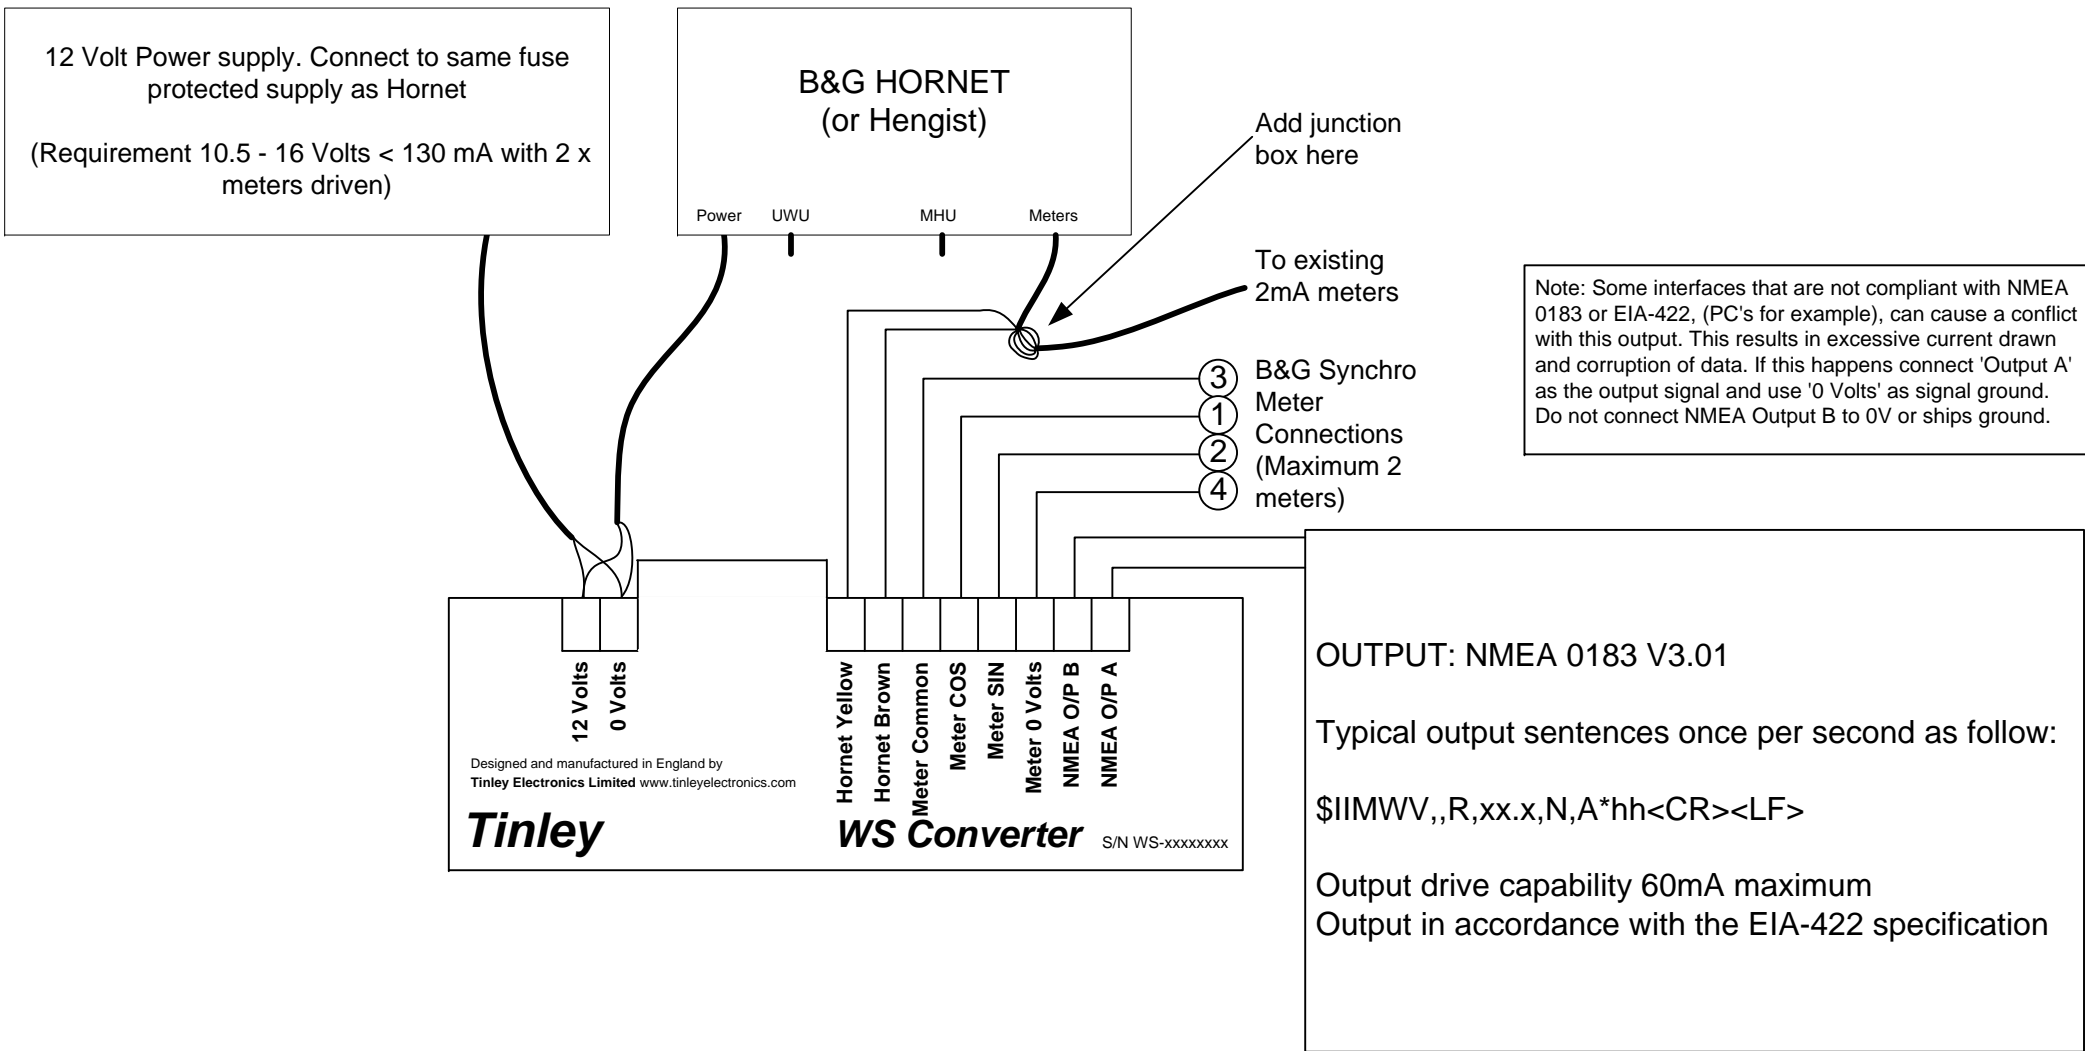 12 Volt Power supply. Connect to same fuse
protected supply as Hornet
(Requirement 10.5 - 16 Volts < 130 mA with 2 x
meters driven)
B&G HORNET
(or Hengist)
Power
UWU
MHU
Meters
Add junction
box here
To existing
2mA meters
Note: Some interfaces that are not compliant with NMEA
0183 or EIA-422, (PC's for example), can cause a conflict
with this output. This results in excessive current drawn
and corruption of data. If this happens connect 'Output A'
as the output signal and use '0 Volts' as signal ground.
Do not connect NMEA Output B to 0V or ships ground.
3
1
2
4
B&G Synchro
Meter
Connections
(Maximum 2
meters)
12 Volts
0 Volts
Hornet Yellow
Hornet Brown
Meter Common
Meter COS
Meter SIN
Meter 0 Volts
NMEA O/P B
NMEA O/P A
Designed and manufactured in England by
Tinley Electronics Limited www.tinleyelectronics.com
Tinley
WS Converter
S/N WS-xxxxxxxx
OUTPUT: NMEA 0183 V3.01
Typical output sentences once per second as follow:
$IIMWV,,R,xx.x,N,A*hh<CR><LF>
Output drive capability 60mA maximum
Output in accordance with the EIA-422 specification